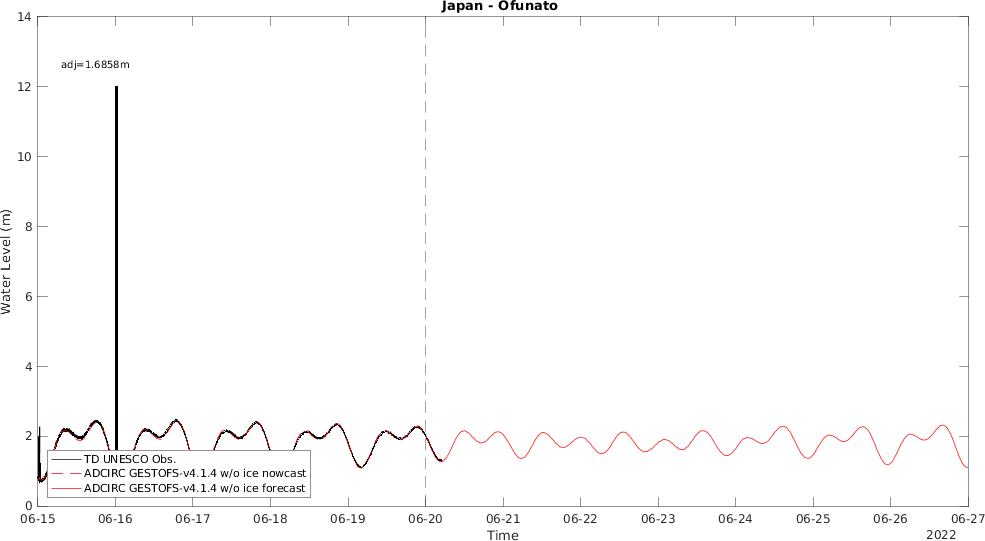 Japan - Ofunato
14
adj=1.6858m
12
10
8
6
4
2
0
Water Level (m)
TD UNESCO Obs.
ADCIRC GESTOFS-v4.1.4 w/o ice nowcast
ADCIRC GESTOFS-v4.1.4 w/o ice forecast
06-15 06-16 06-17 06-18 06-19 06-20 06-21 06-22 06-23 06-24 06-25 06-26 06-27
Time
2022